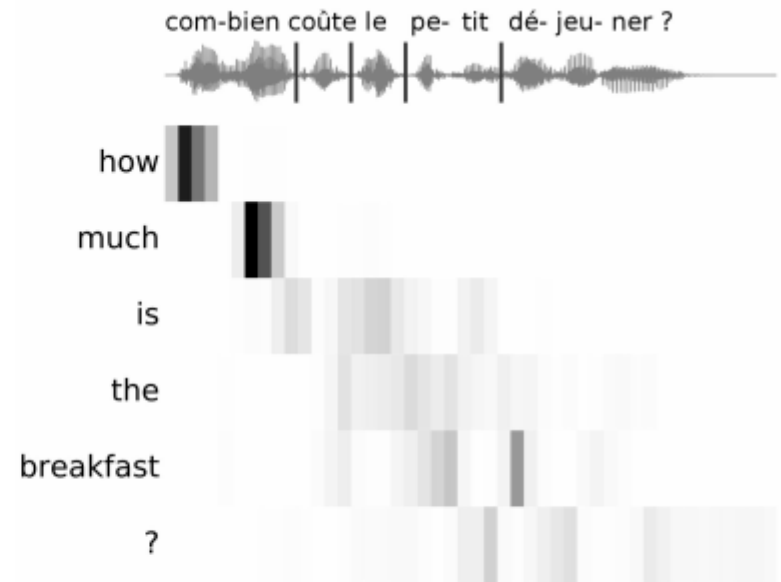 com-bien coûte le pe- tit dé- jeu- ner ?
how
much
is
the
breakfast
?